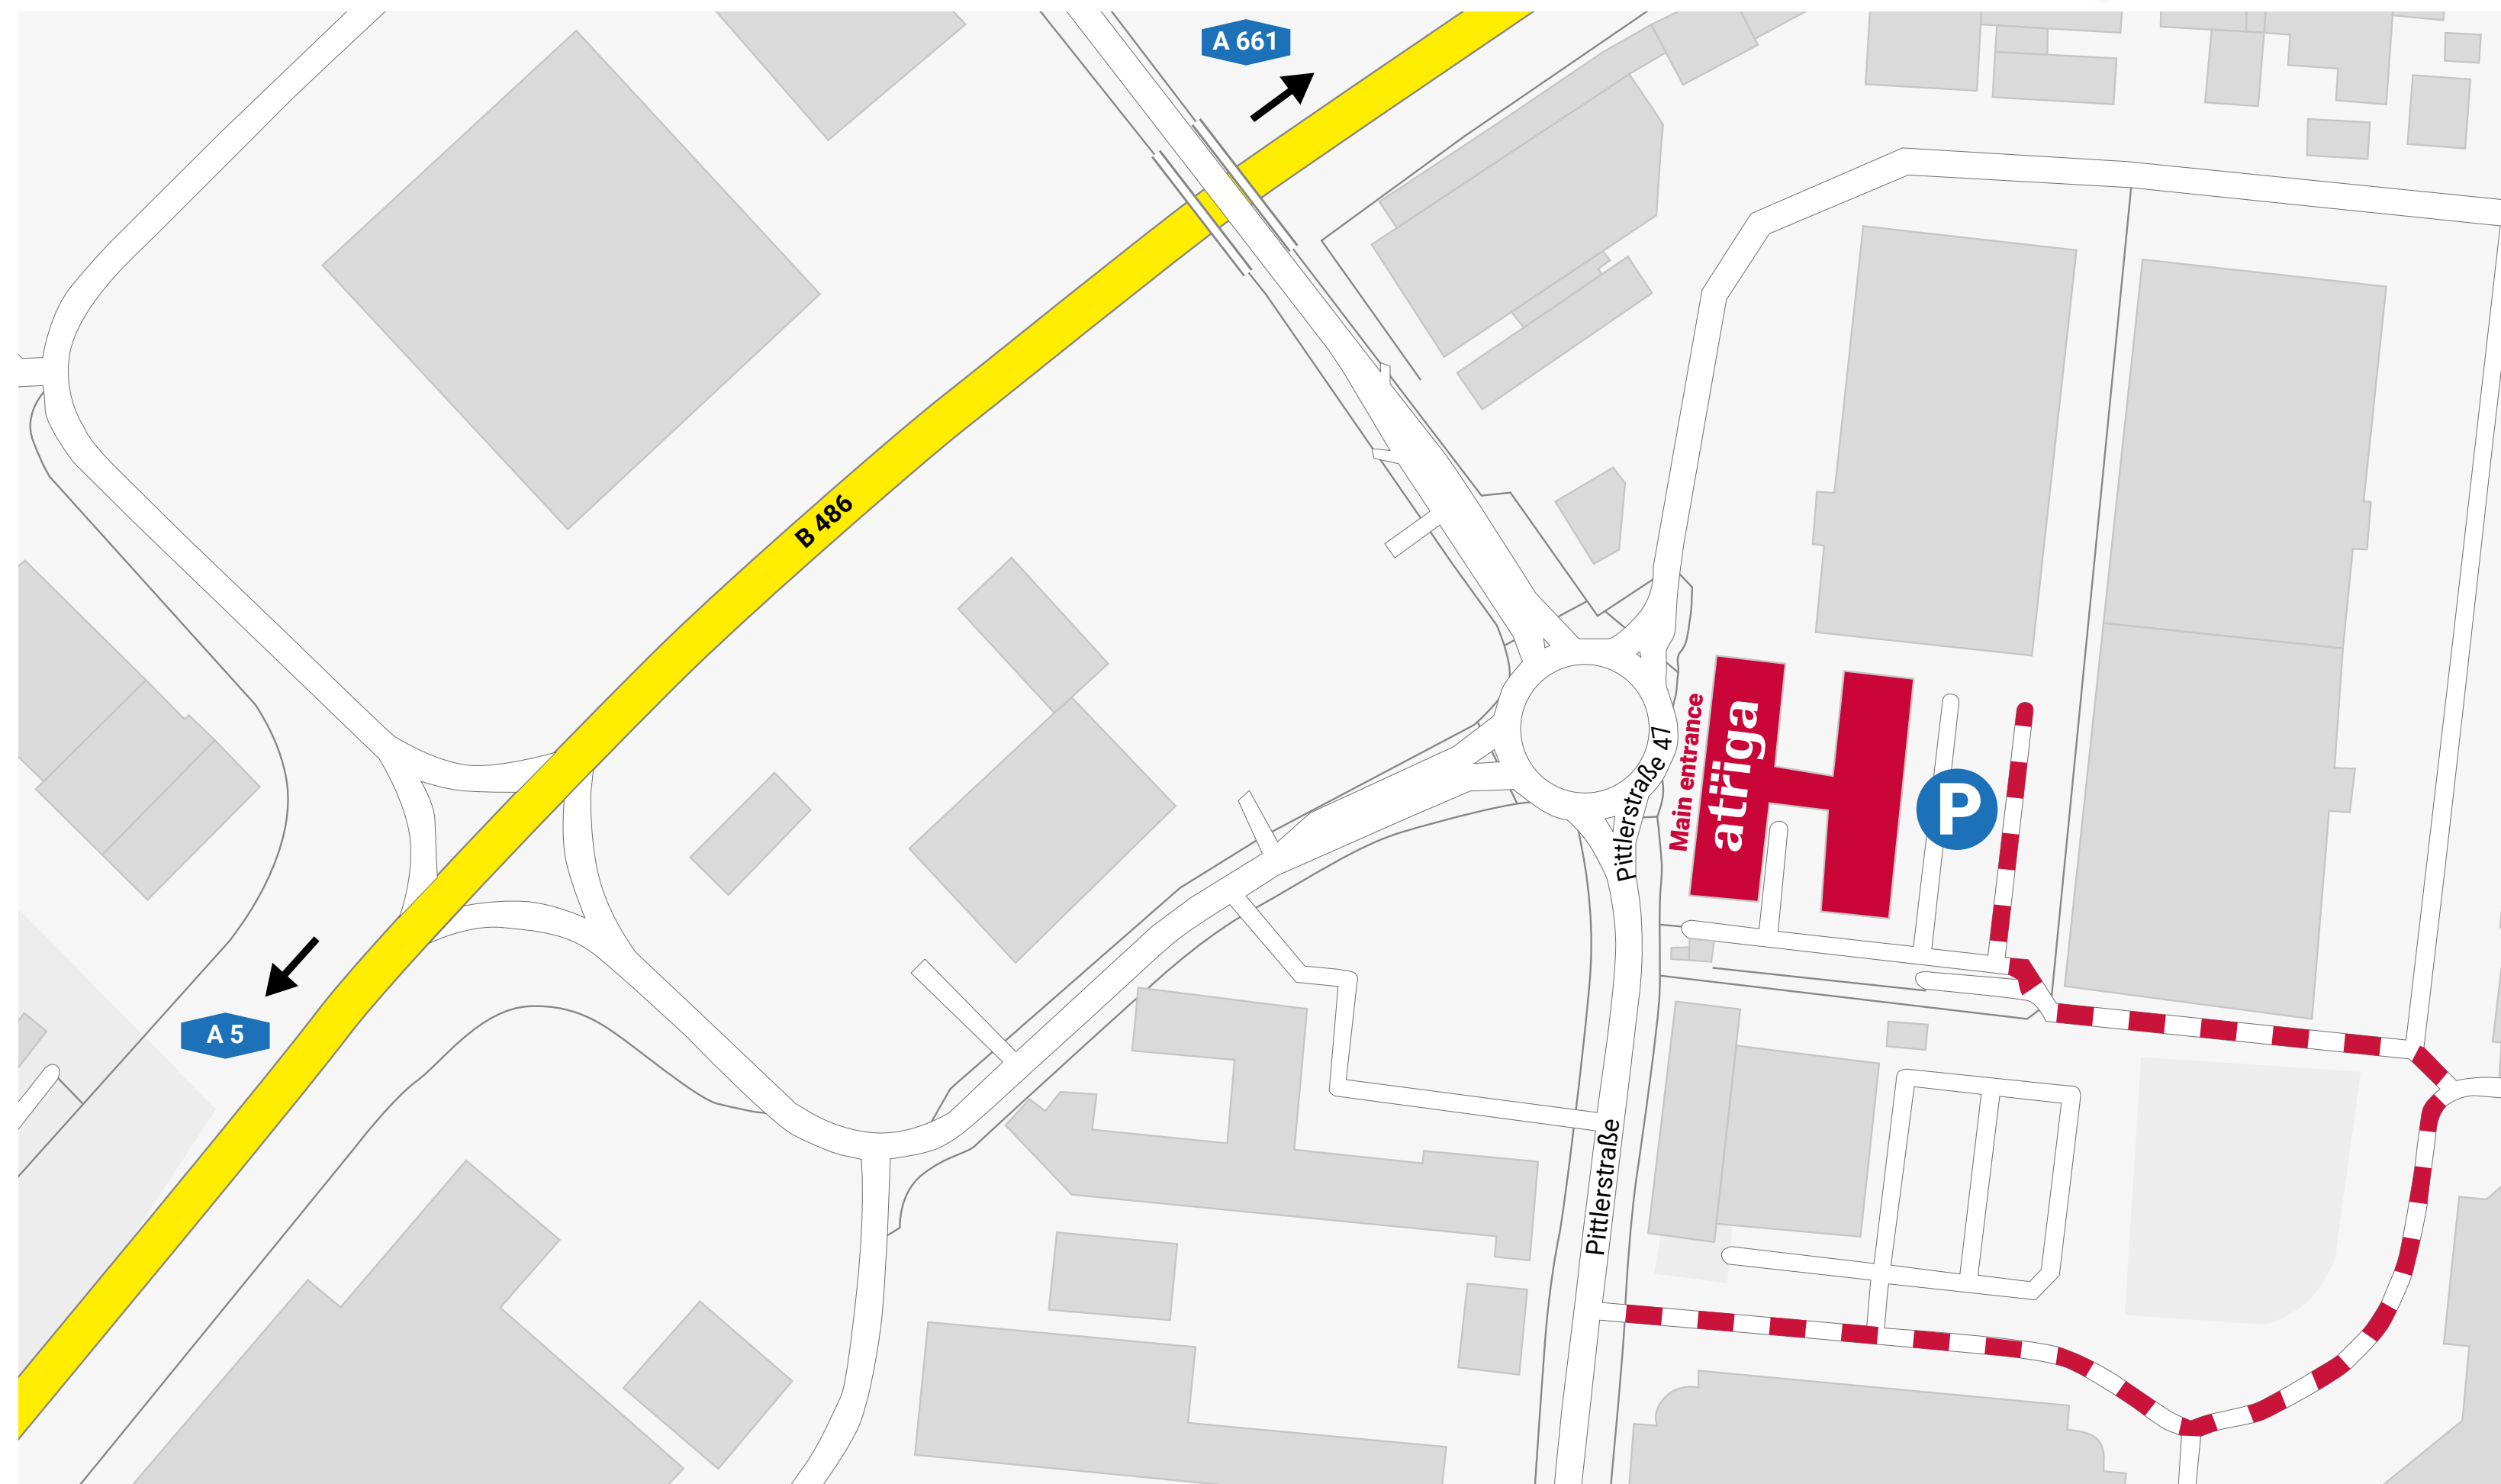 A 661
B 486
Pittlerstraße 47
Main entrance
atriga
P
A 5
Pittlerstraße